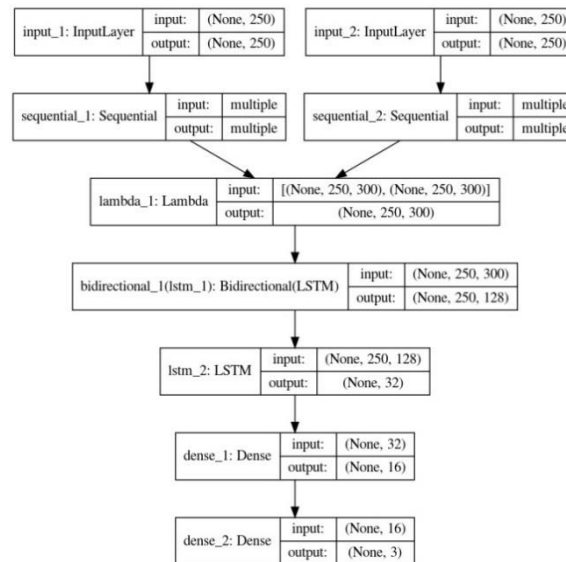 input_1: InputLayer input: (None, 250) output: (None, 250)
input_2: InputLayer input: (None, 250) output: (None, 250)
sequential_1: Sequential input: multiple output: multiple
sequential_2: Sequential input: multiple output: multiple
lambda_1: Lambda input: [(None, 250, 300), (None, 250, 300)] output: (None, 250, 300)
bidirectional_1(lstm_1): Bidirectional(LSTM) input: (None, 250, 300) output: (None, 250, 128)
lstm_2: LSTM input: (None, 250, 128) output: (None, 32)
dense_1: Dense input: (None, 32) output: (None, 16)
dense_2: Dense input: (None, 16) output: (None, 3)